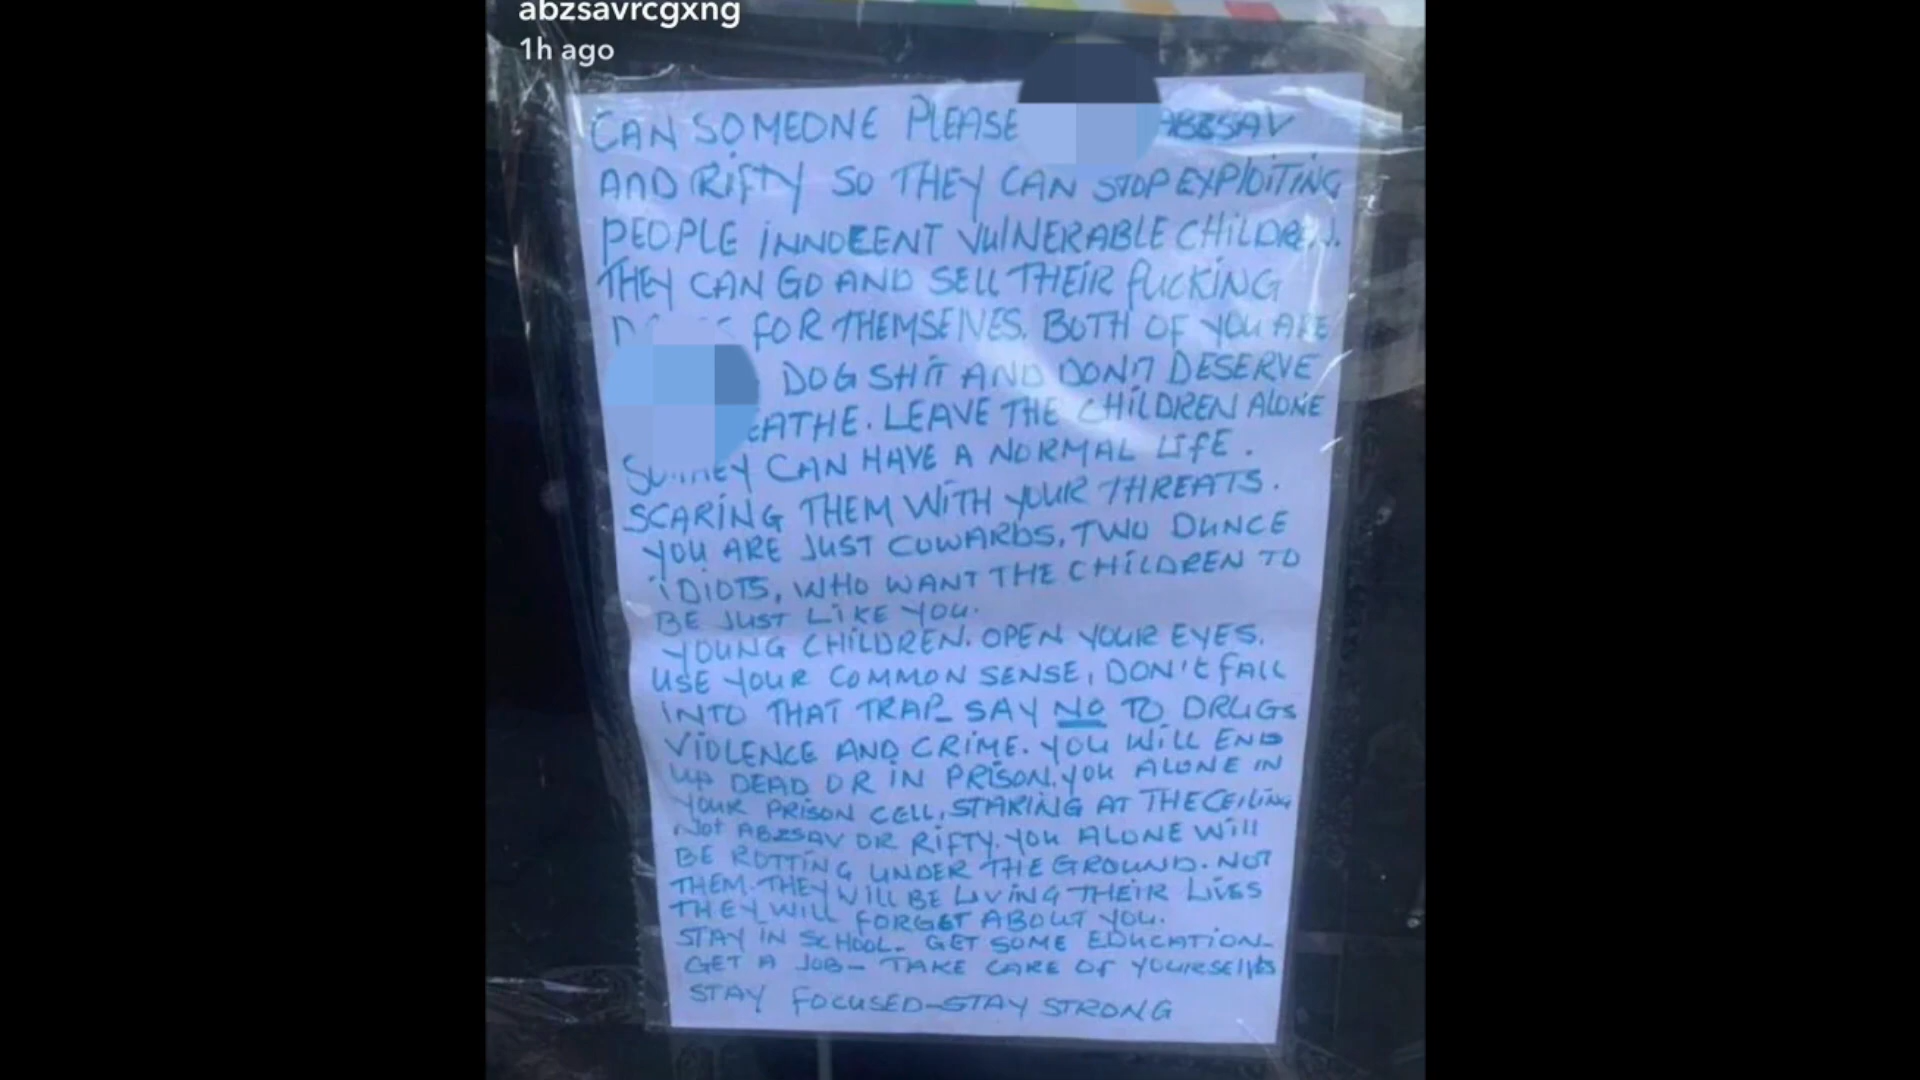 abzsavrcgxng
1h ago
CAN SOMEONE PLEASE ABZSAV
AND RIFTY SO THEY CAN STOP EXPLOITING
PEOPLE INNOCENT VULNERABLE CHILDREN.
THEY CAN GO AND SELL THEIR FUCKING
FOR THEMSELVES. BOTH OF YOU ARE
DOG SHIT AND DON'T DESERVE
LEAVE THE CHILDREN ALONE
CAN HAVE A NORMAL LIFE.
SCARING THEM WITH YOUR THREATS.
YOU ARE JUST COWARDS, TWO DUNCE
IDIOTS, WHO WANT THE CHILDREN TO
BE JUST LIKE YOU.
YOUNG CHILDREN. OPEN YOUR EYES.
USE YOUR COMMON SENSE, DON'T FALL
INTO THAT TRAP_ SAY NO TO DRUGS
VIOLENCE AND CRIME. YOU WILL END
UP DEAD OR IN PRISON. YOU ALONE IN
YOUR PRISON CELL, STARING AT THE CEILING
NOT ABZSAV OR RIFTY. YOU ALONE WILL
BE ROTTING UNDER THE GROUND. NOT
THEM. THEY WILL BE LIVING THEIR LIVES
THEY WILL FORGET ABOUT YOU.
STAY IN SCHOOL_ GET SOME EDUCATION_
GET A JOB_ TAKE CARE OF YOURSELVES
STAY FOCUSED_STAY STRONG